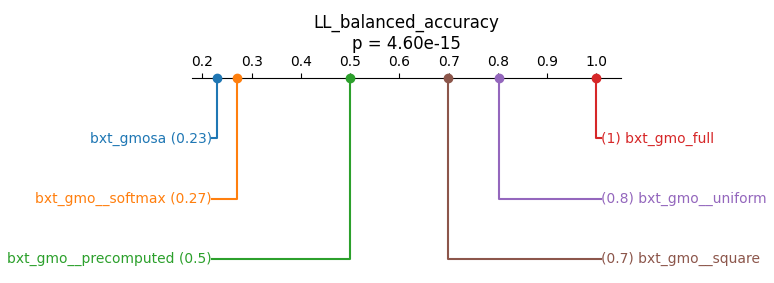 LL_balanced_accuracy
p = 4.60e-15
0.2 0.3 0.4 0.5 0.6 0.7 0.8 0.9 1.0
bxt_gmosa (0.23) (1) bxt_gmo_full
bxt_gmo__softmax (0.27) (0.8) bxt_gmo__uniform
bxt_gmo__precomputed (0.5) (0.7) bxt_gmo__square